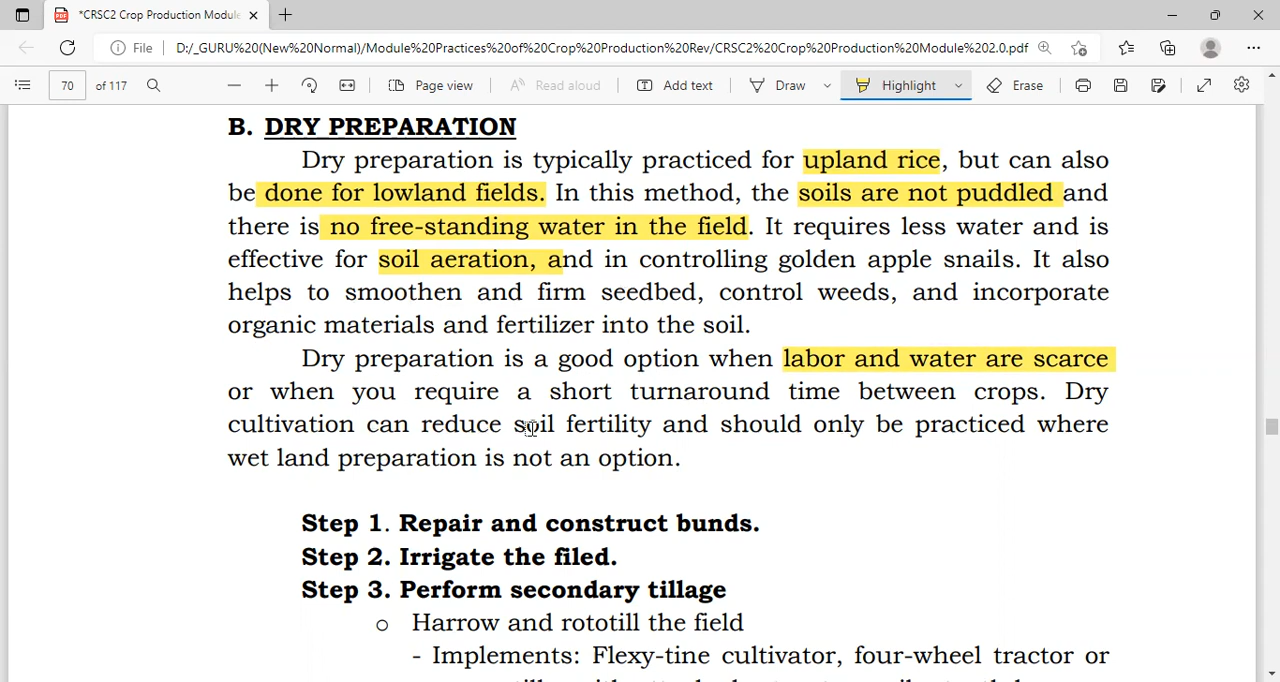 *CRSC2 Crop Production Module
File
D:/_GURU%20(New%20Normal)/Module%20Practices%20of%20Crop%20Production%20Rev/CRSC2%20Crop%20Production%20Module%202.0.pdf
70 of 117
Page view
Read aloud
Add text
Draw
Highlight
Erase
B. DRY PREPARATION
Dry preparation is typically practiced for upland rice, but can also
be done for lowland fields. In this method, the soils are not puddled and
there is no free-standing water in the field. It requires less water and is
effective for soil aeration, and in controlling golden apple snails. It also
helps to smoothen and firm seedbed, control weeds, and incorporate
organic materials and fertilizer into the soil.
Dry preparation is a good option when labor and water are scarce
or when you require a short turnaround time between crops. Dry
cultivation can reduce soil fertility and should only be practiced where
wet land preparation is not an option.
Step 1. Repair and construct bunds.
Step 2. Irrigate the filed.
Step 3. Perform secondary tillage
o Harrow and rototill the field
- Implements: Flexy-tine cultivator, four-wheel tractor or